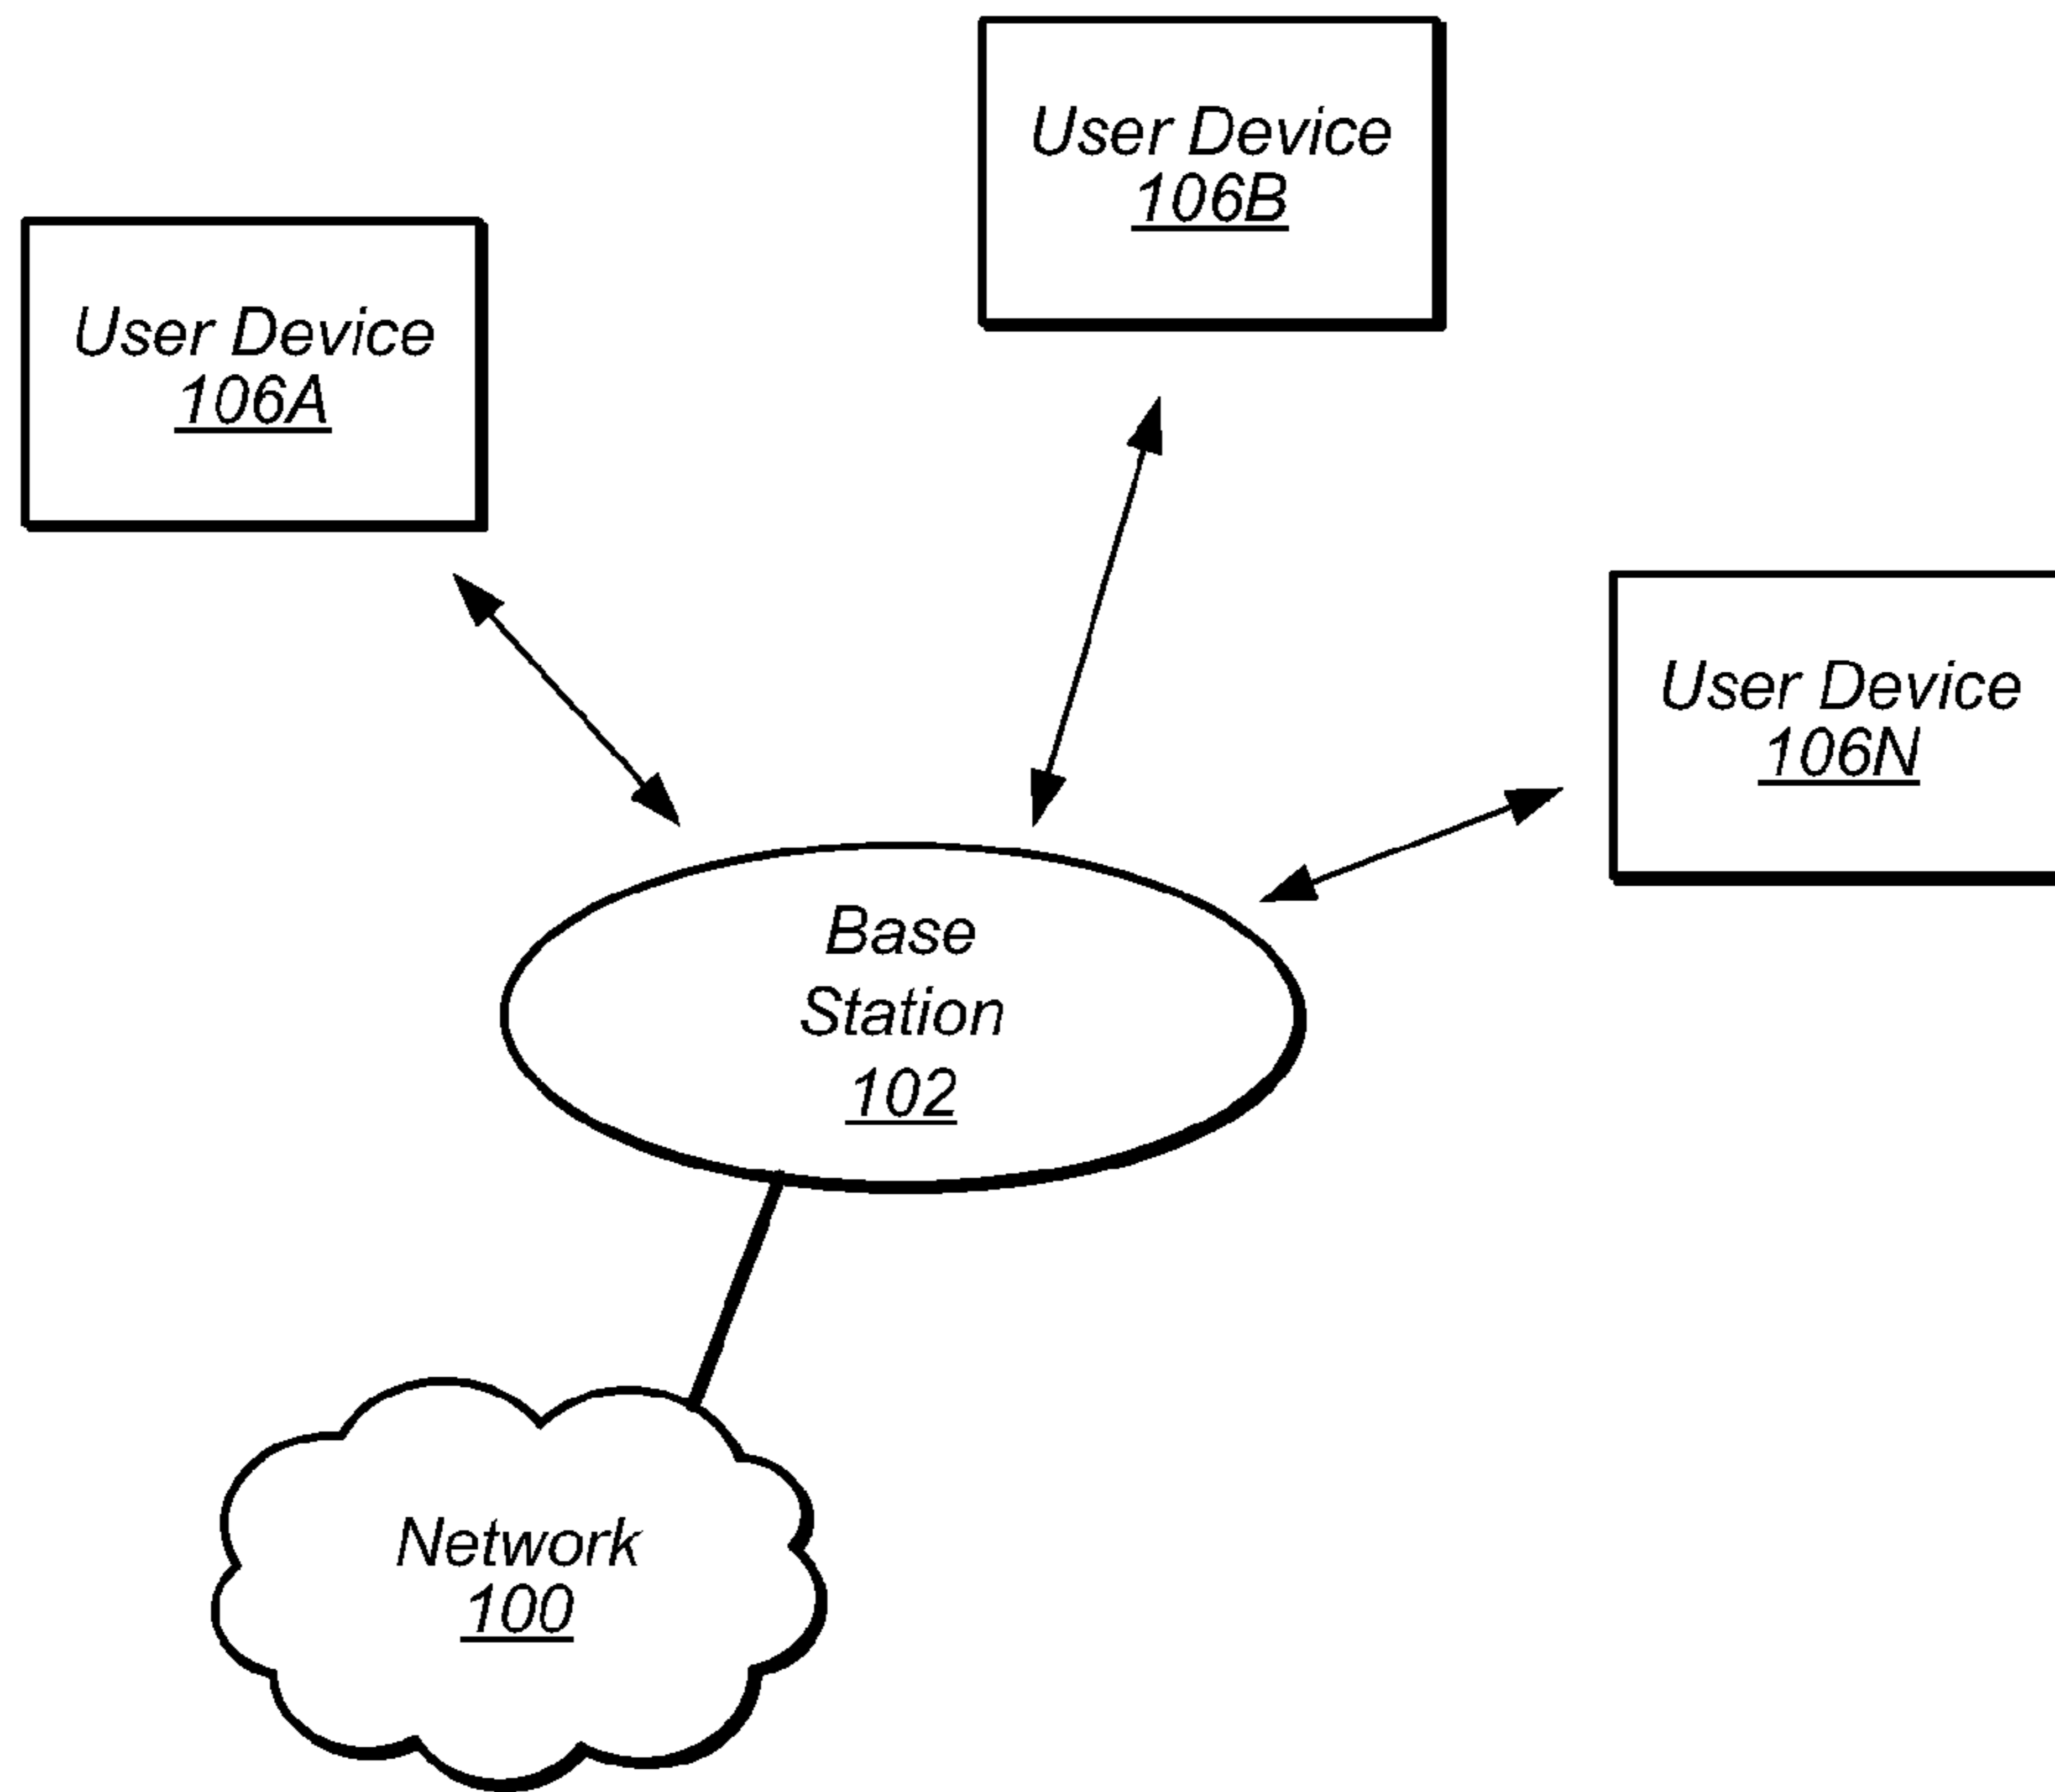 User Device
106B
User Device
106A
User Device
106N
Base
Station
102
Network
100